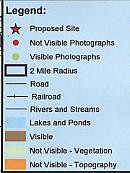 Legend:
Proposed Site
Not Visible Photographs
Visible Photographs
2 Mile Radius
Road
Railroad
Rivers and Streams
Lakes and Ponds
Visible
Not Visible - Vegetation
Not Visible - Topography